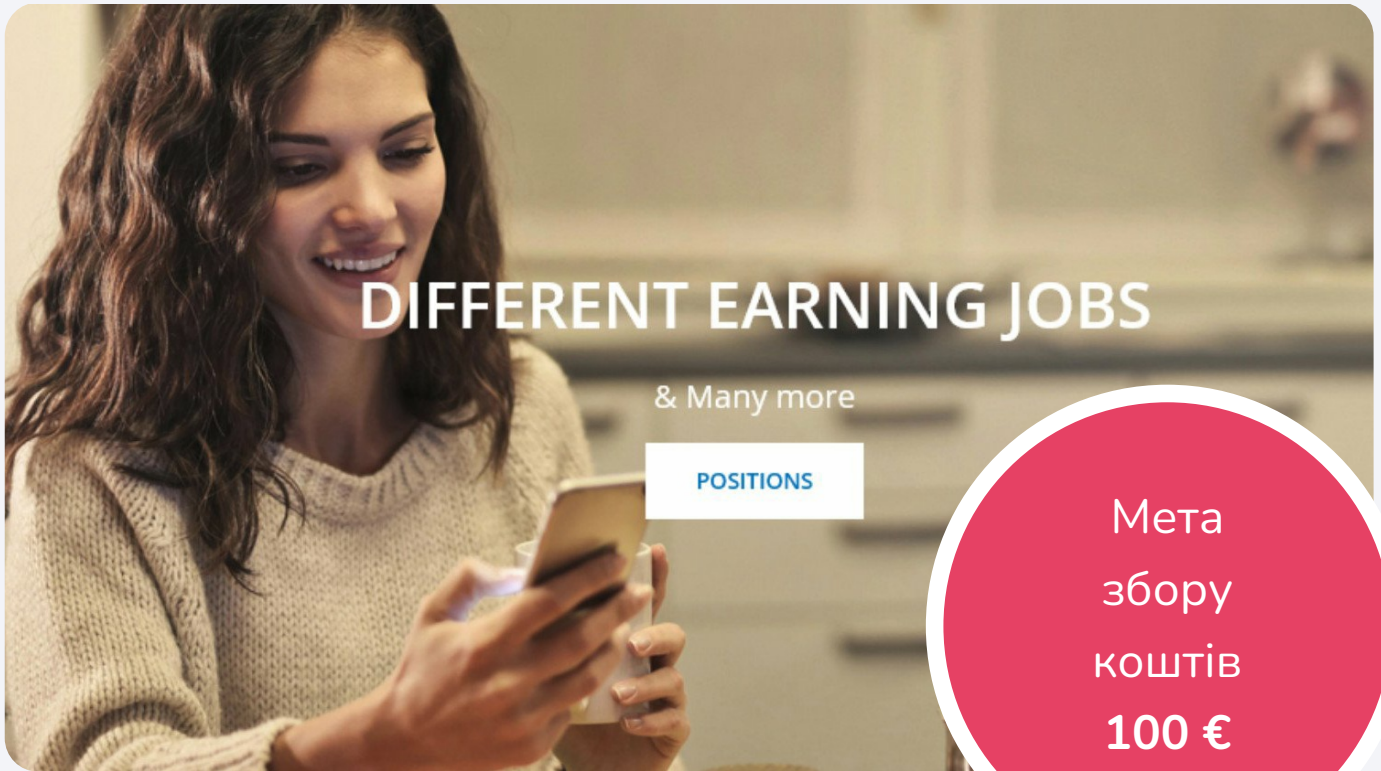 DIFFERENT EARNING JOBS
& Many more
POSITIONS
Мета
збору
коштів
100 €